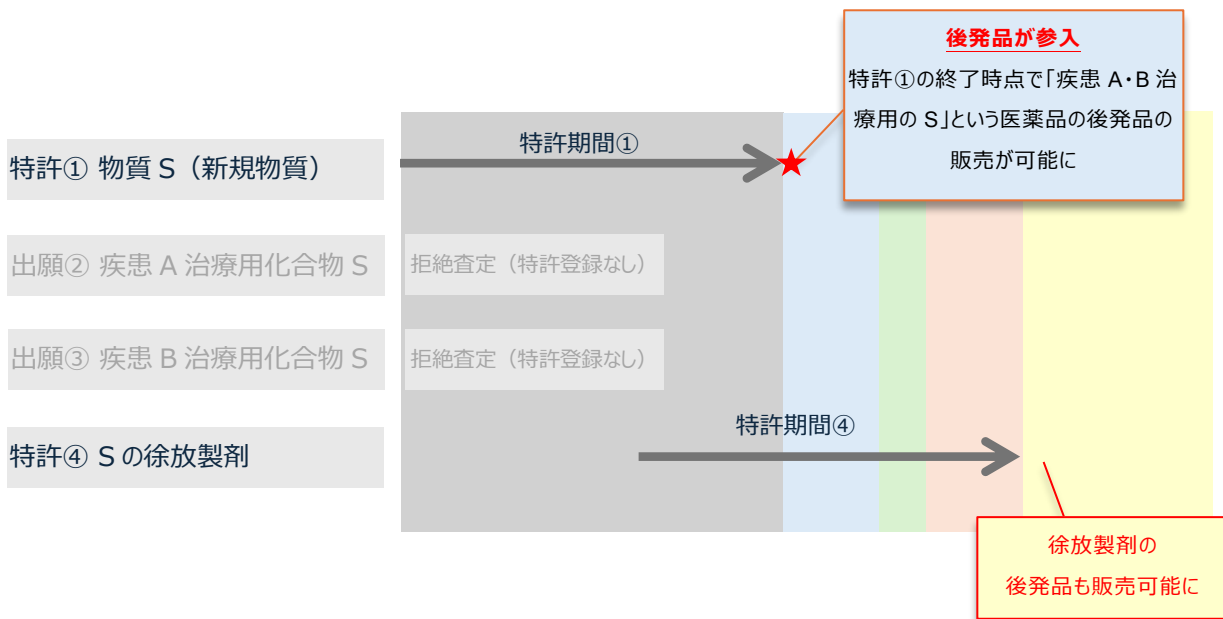 後発品が参入
特許①の終了時点で「疾患 A・B 治
療用の S」という医薬品の後発品の
販売が可能に
特許期間①
特許① 物質 S（新規物質）
出願② 疾患 A 治療用化合物 S
拒絶査定（特許登録なし）
出願③ 疾患 B 治療用化合物 S
拒絶査定（特許登録なし）
特許期間④
特許④ S の徐放製剤
徐放製剤の
後発品も販売可能に